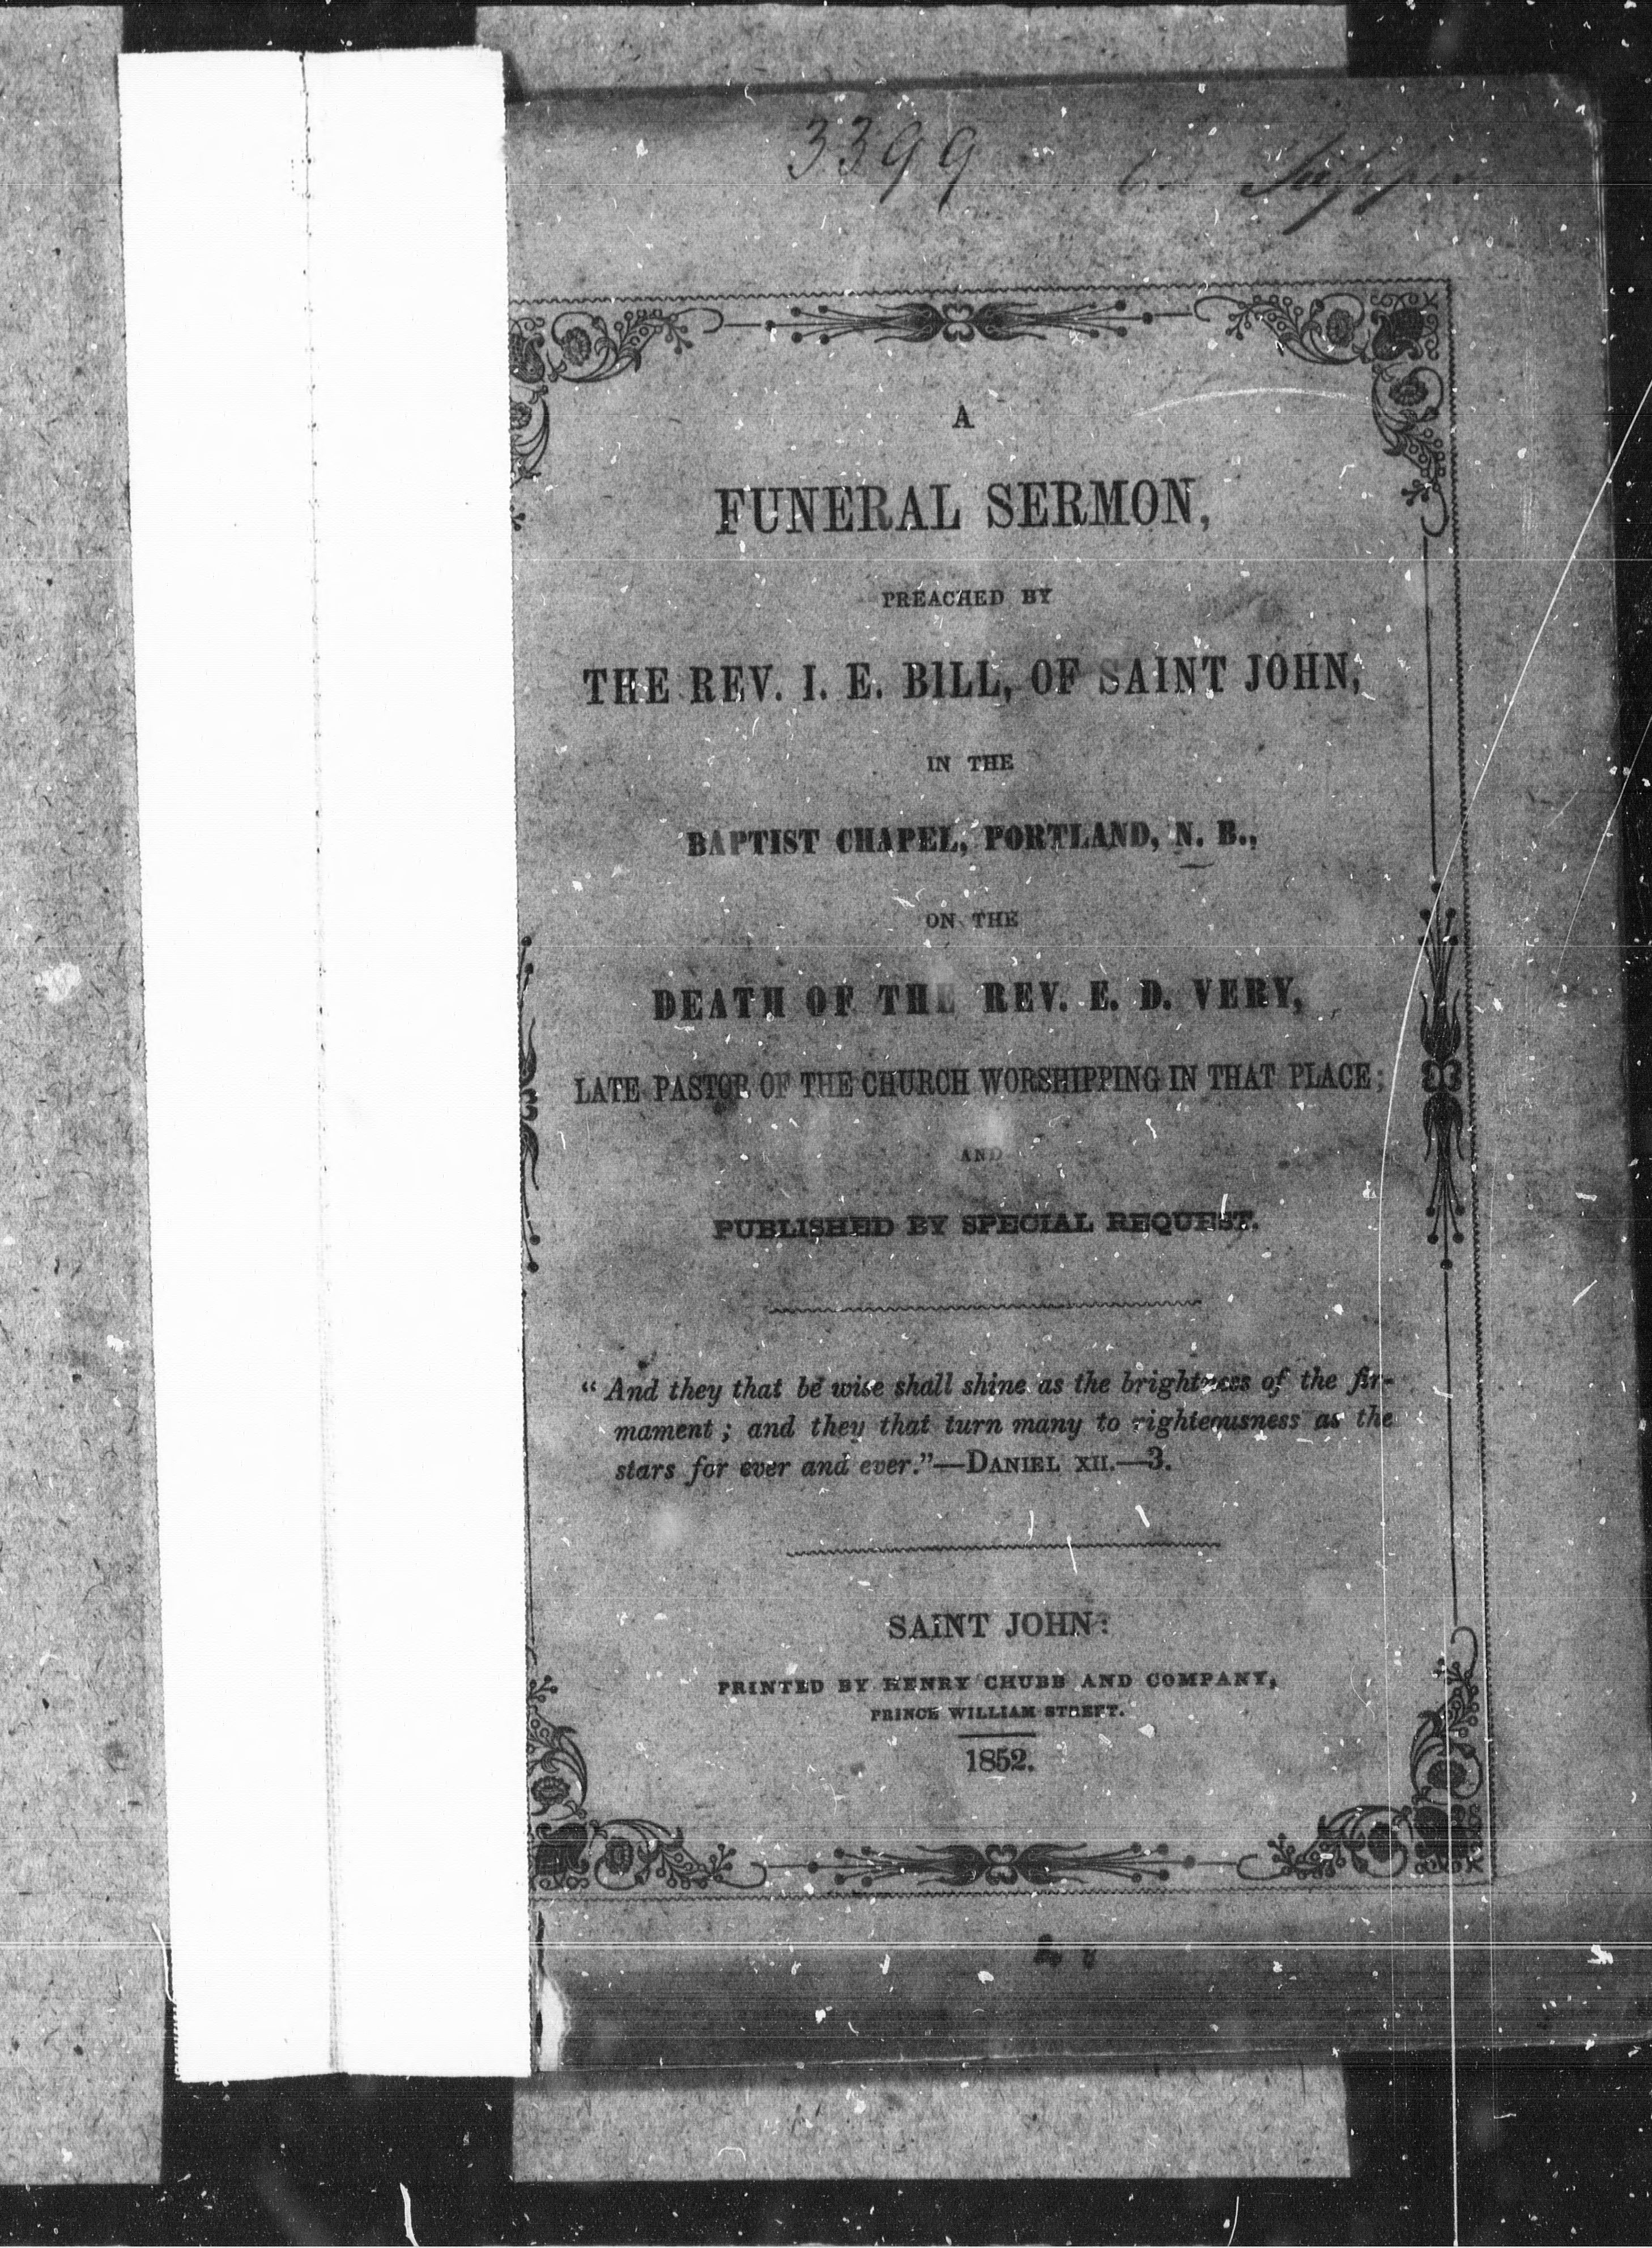 3399
A
FUNERAL SERMON,
PREACHED BY
THE REV. I. E. BILL, OF SAINT JOHN,
IN THE
BAPTIST CHAPEL, PORTLAND, N. B.,
ON THE
DEATH OF THE REV. E. D. VERY,
LATE PASTOR OF THE CHURCH WORSHIPPING IN THAT PLACE;
AND
PUBLISHED BY SPECIAL REQUEST.
“And they that be wise shall shine as the brightness of the fir-
mament; and they that turn many to righteousness as the
stars for ever and ever.”—DANIEL XII.—3.
SAINT JOHN:
PRINTED BY HENRY CHUBB AND COMPANY,
PRINCE WILLIAM STREET.
1852.